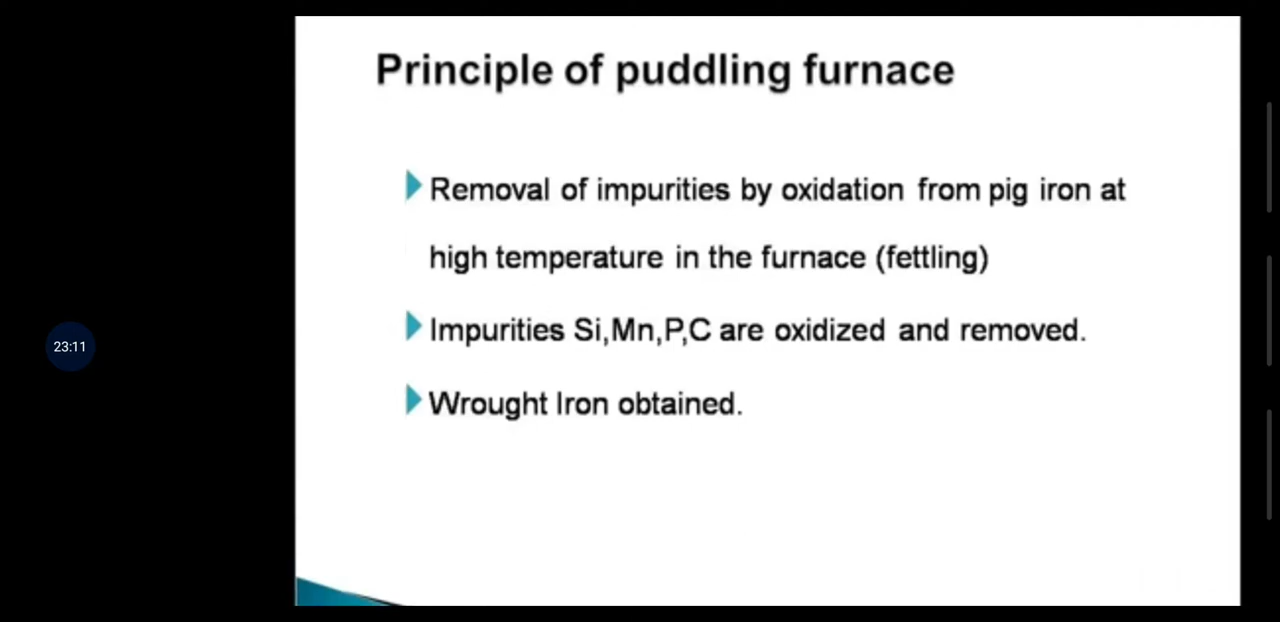 Principle of puddling furnace
Removal of impurities by oxidation from pig iron at
high temperature in the furnace (fettling)
23:11
Impurities Si,Mn,P,C are oxidized and removed.
Wrought Iron obtained.